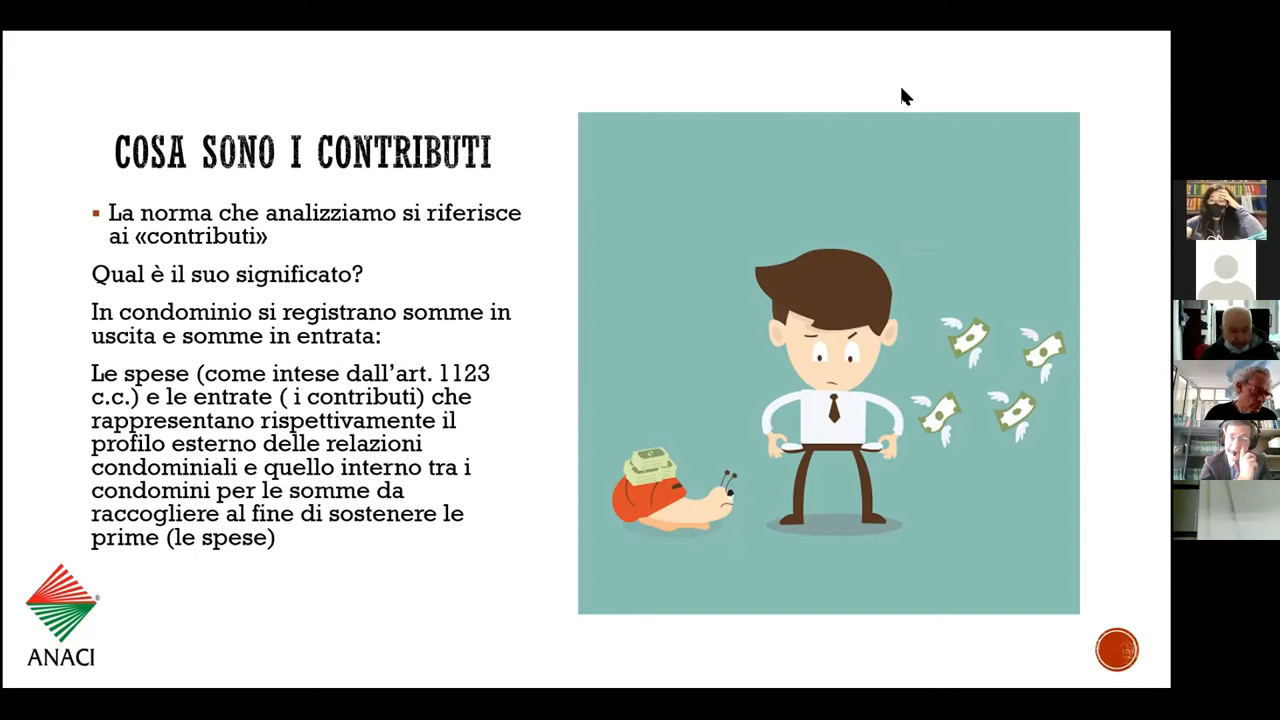 COSA SONO I CONTRIBUTI
▪ La norma che analizziamo si riferisce
ai «contributi»
Qual è il suo significato?
In condominio si registrano somme in
uscita e somme in entrata:
Le spese (come intese dall'art. 1123
c.c.) e le entrate ( i contributi) che
rappresentano rispettivamente il
profilo esterno delle relazioni
condominiali e quello interno tra i
condomini per le somme da
raccogliere al fine di sostenere le
prime (le spese)
®
ANACI